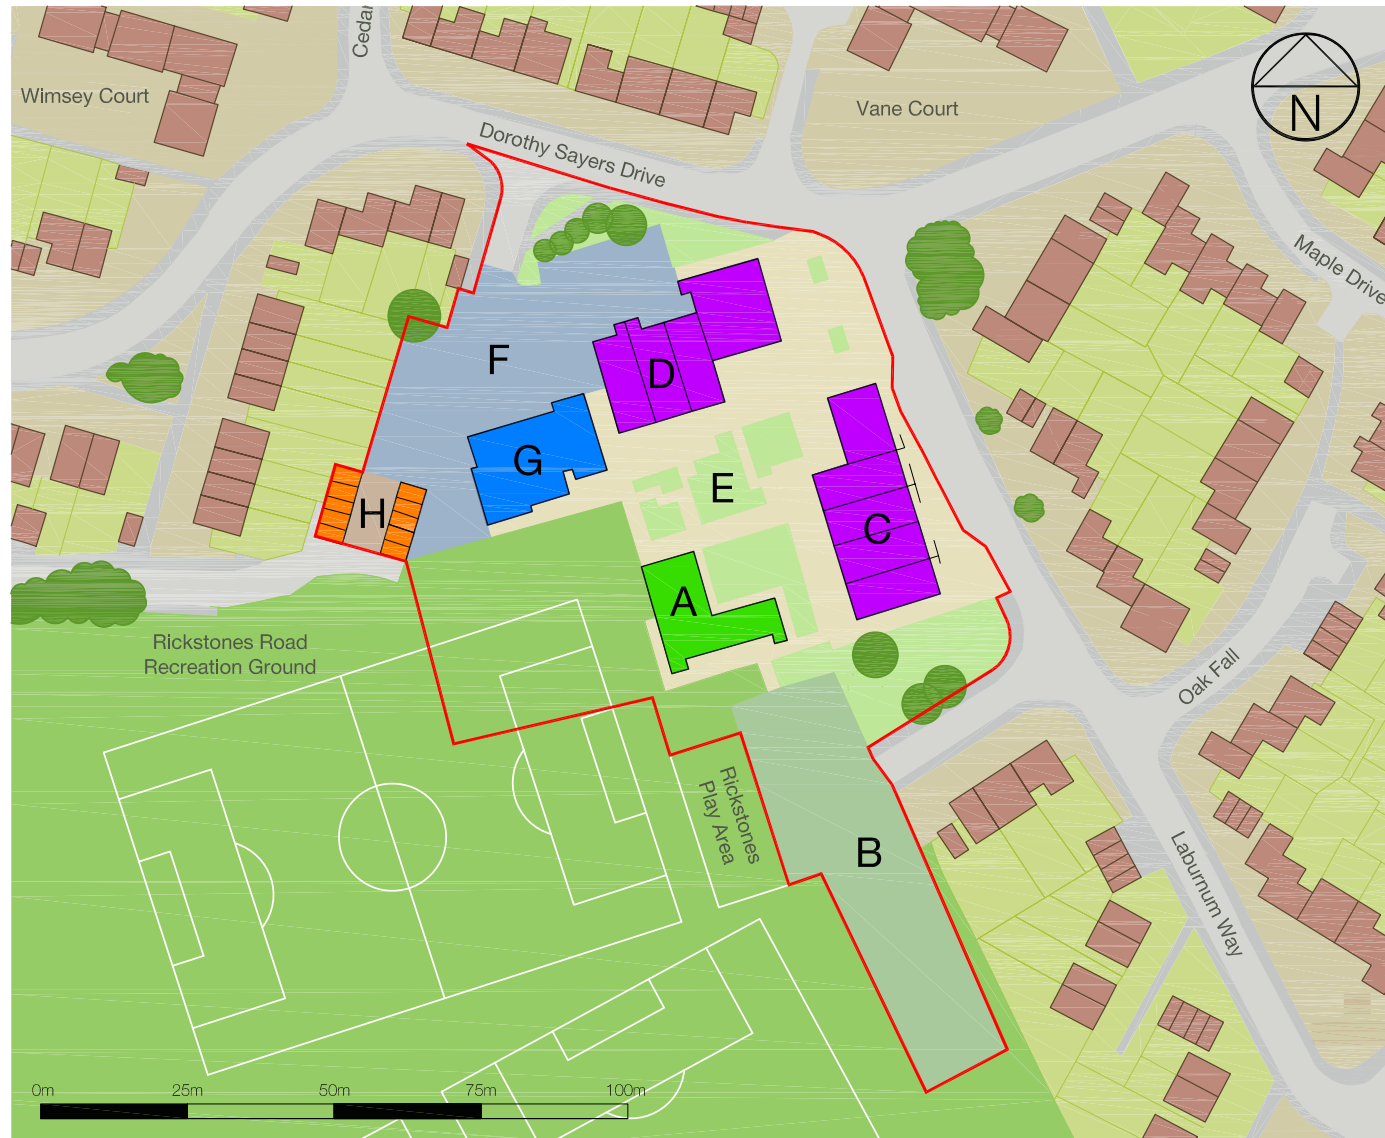 Cedar
Wimsey Court
Dorothy Sayers Drive
Vane Court
N
Maple Drive
F
D
G
E
H
C
A
Rickstones Road
Recreation Ground
Oak Fall
Rickstones
Play Area
B
Laburnum Way
0m 25m 50m 75m 100m